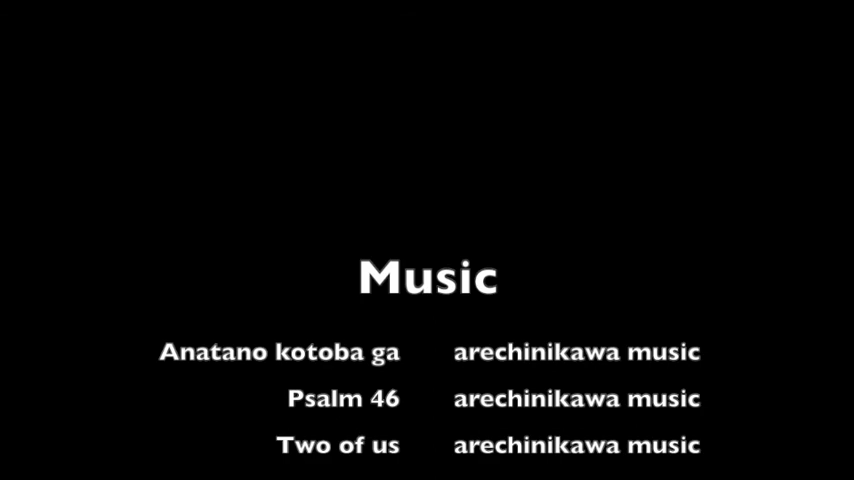 Music
Anatano kotoba ga arechinikawa music
Psalm 46 arechinikawa music
Two of us arechinikawa music